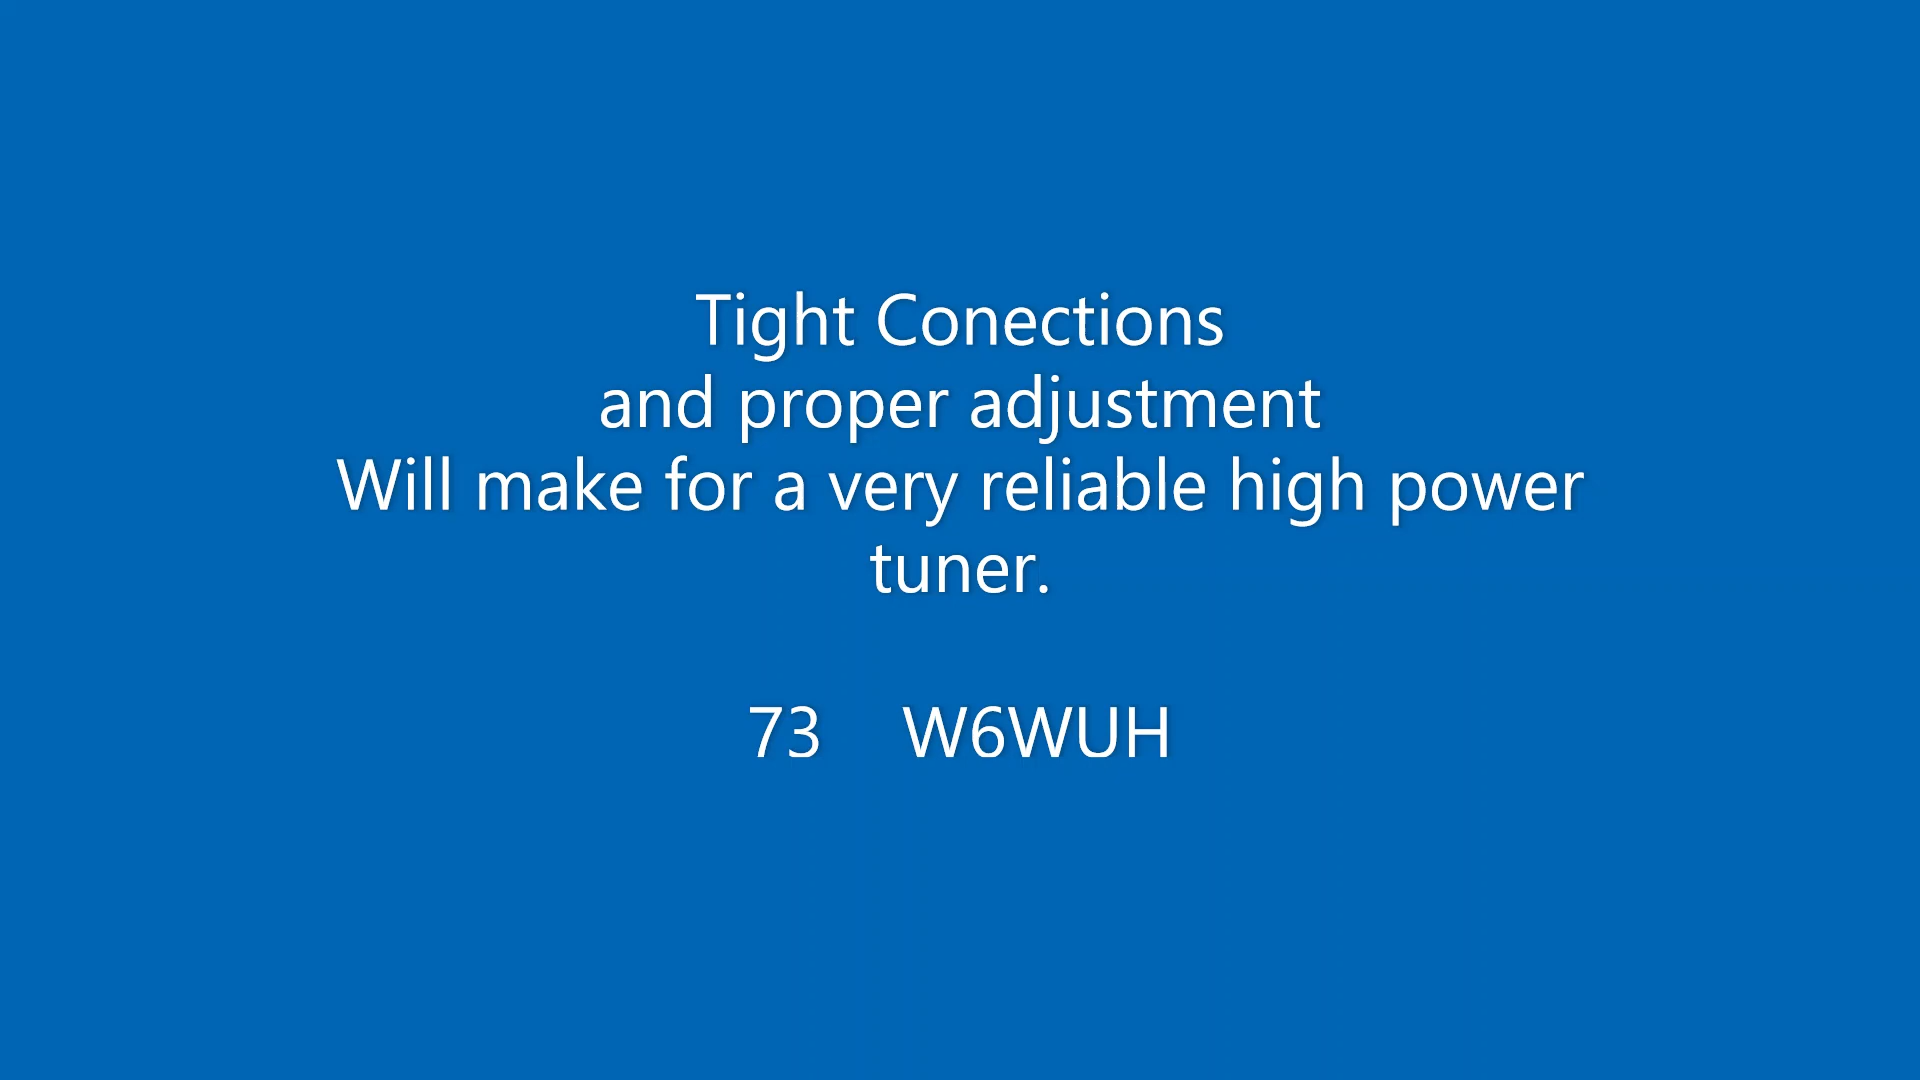 Tight Conections
and proper adjustment
Will make for a very reliable high power
tuner.
73 W6WUH